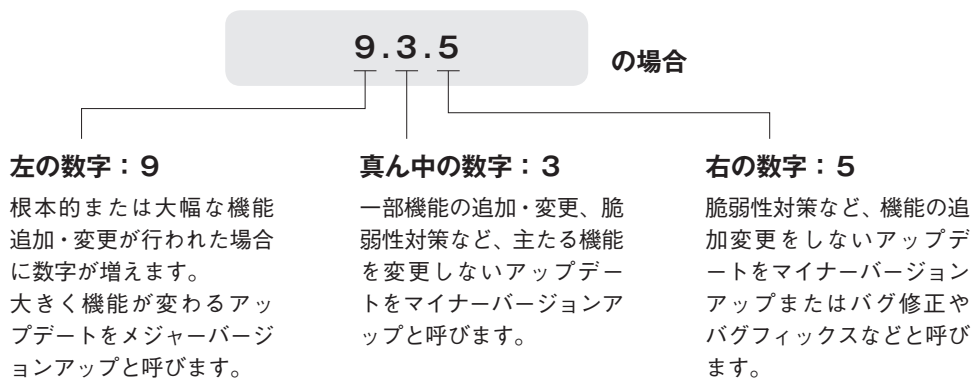 9.3.5
の場合
左の数字：9
根本的または大幅な機能
追加・変更が行われた場合
に数字が増えます。
大きく機能が変わるアッ
プデートをメジャーバージ
ョンアップと呼びます。
真ん中の数字：3
一部機能の追加・変更、脆
弱性対策など、主たる機能
を変更しないアップデー
トをマイナーバージョンア
ップと呼びます。
右の数字：5
脆弱性対策など、機能の追
加変更をしないアップデ
ートをマイナーバージョン
アップまたはバグ修正や
バグフィックスなどと呼び
ます。